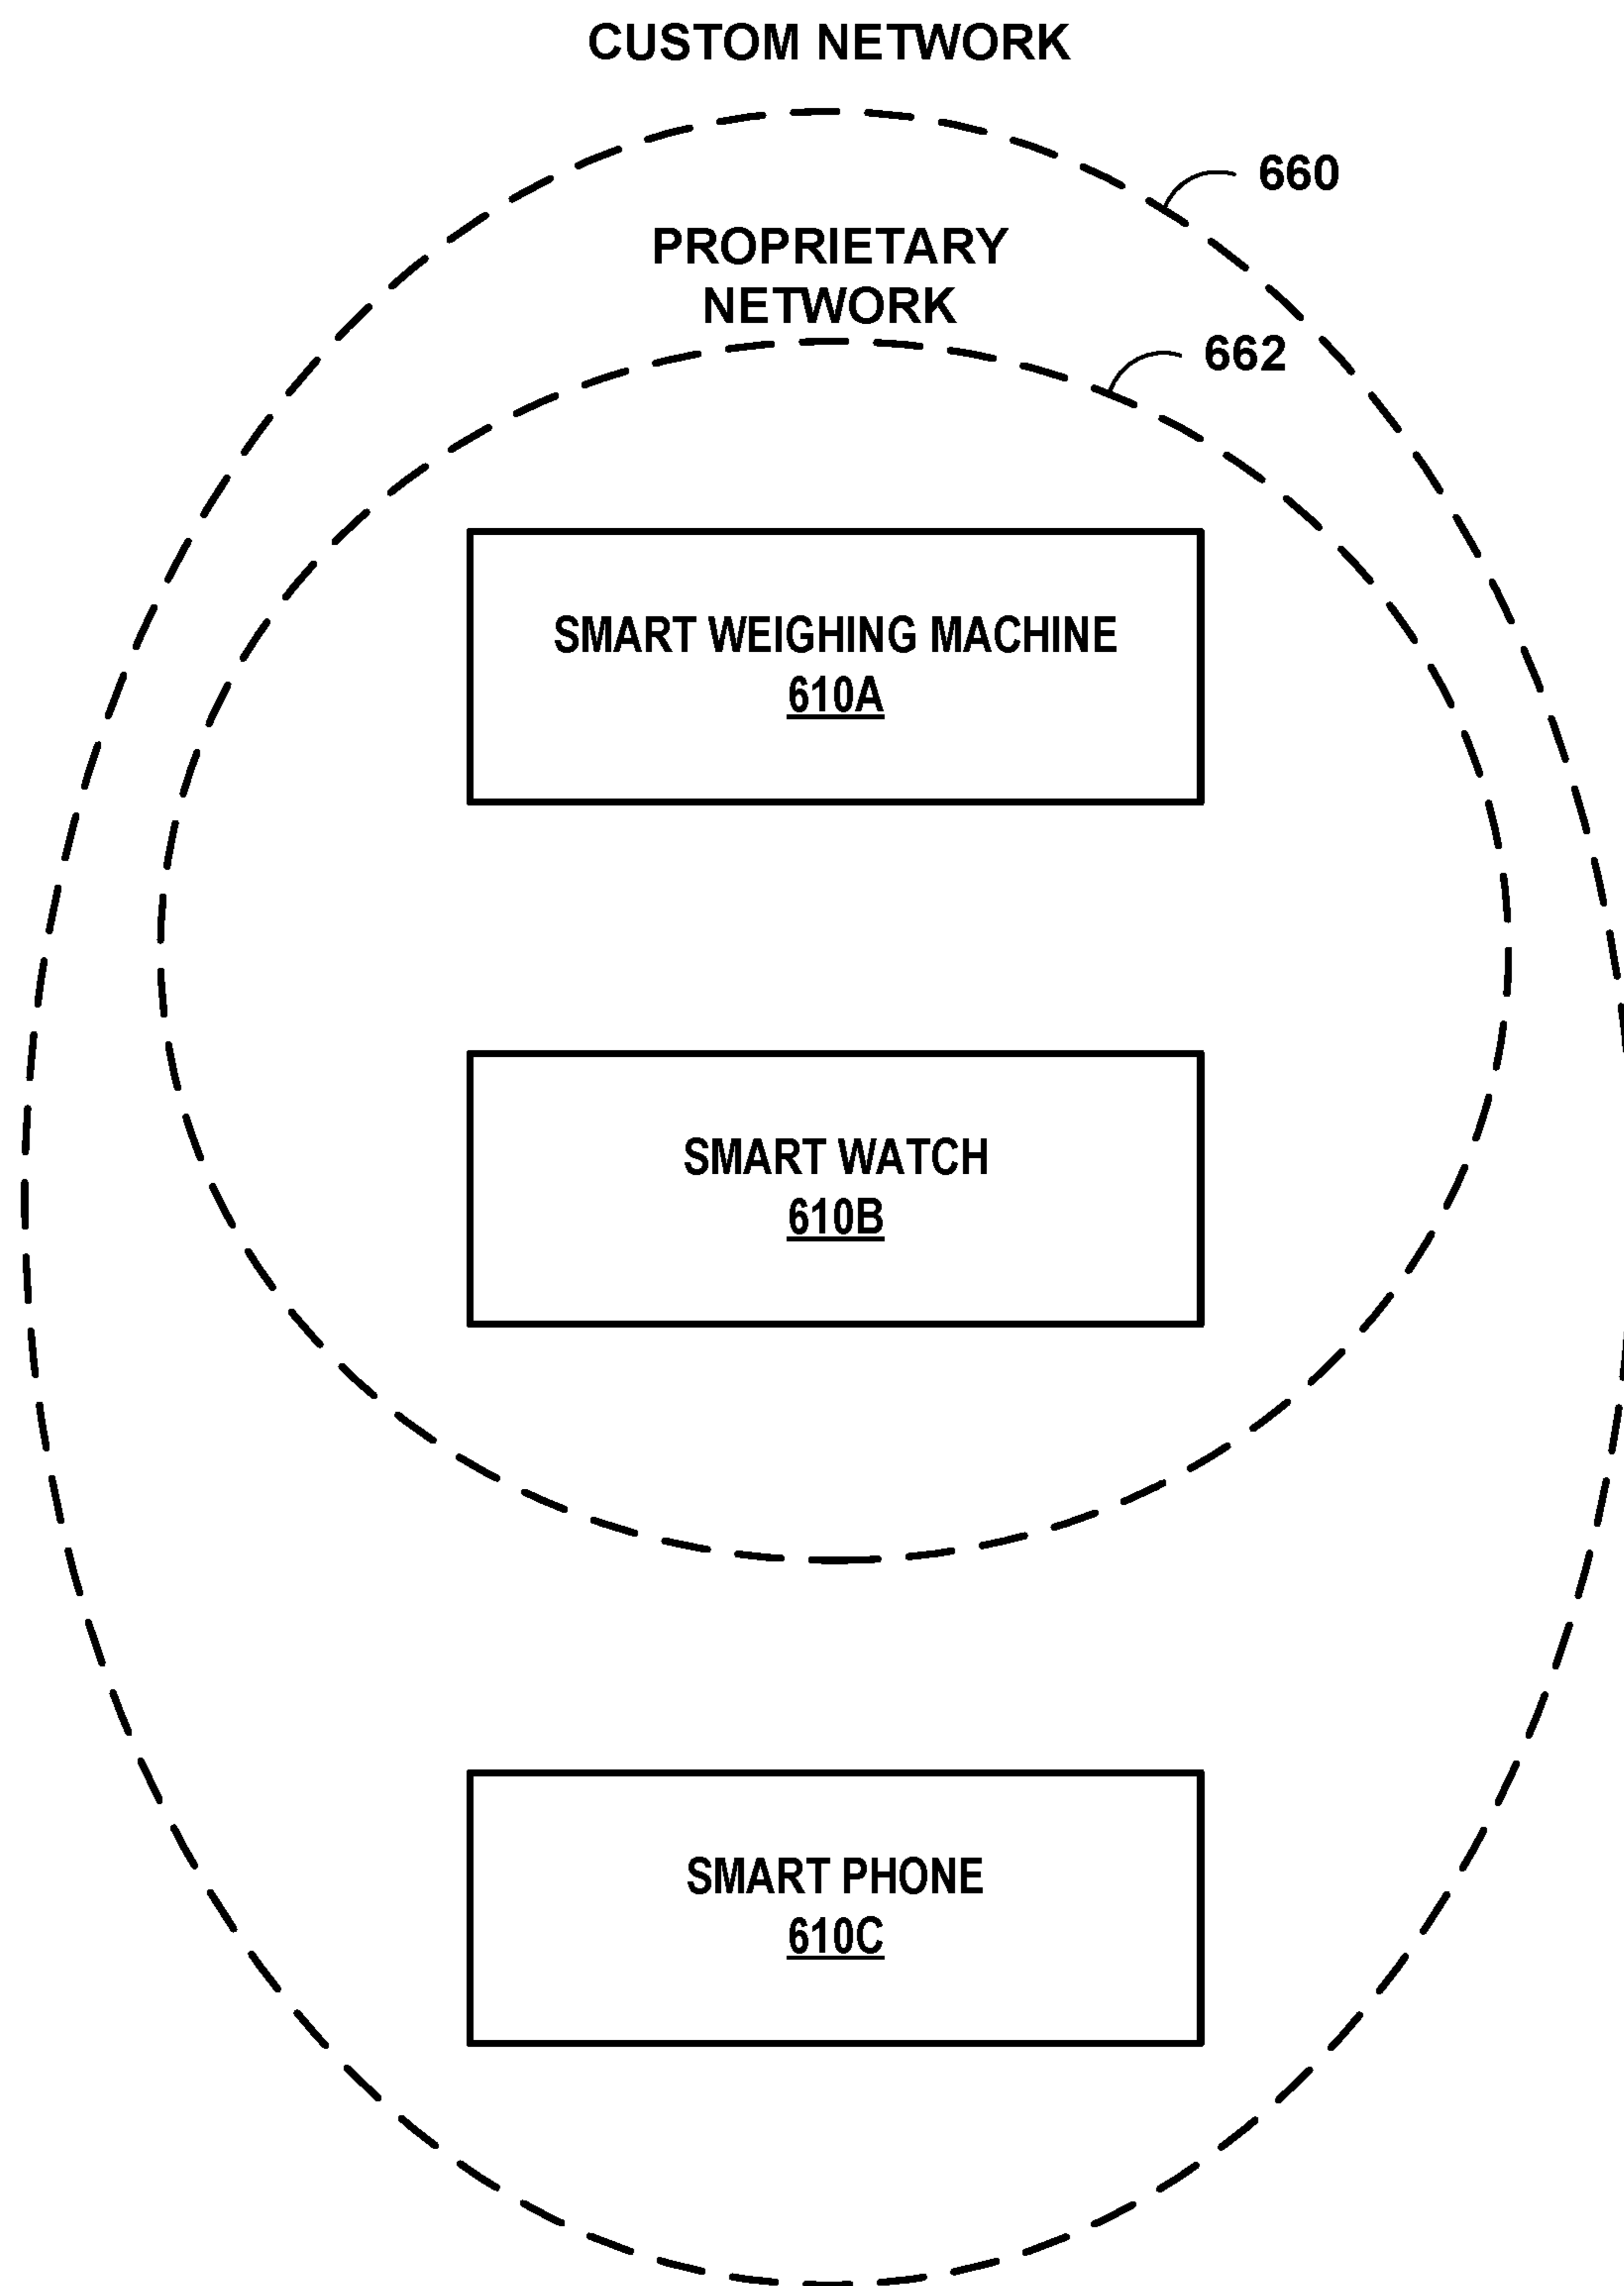 CUSTOM NETWORK
660
PROPRIETARY
NETWORK
662
SMART WEIGHING MACHINE
610A
SMART WATCH
610B
SMART PHONE
610C